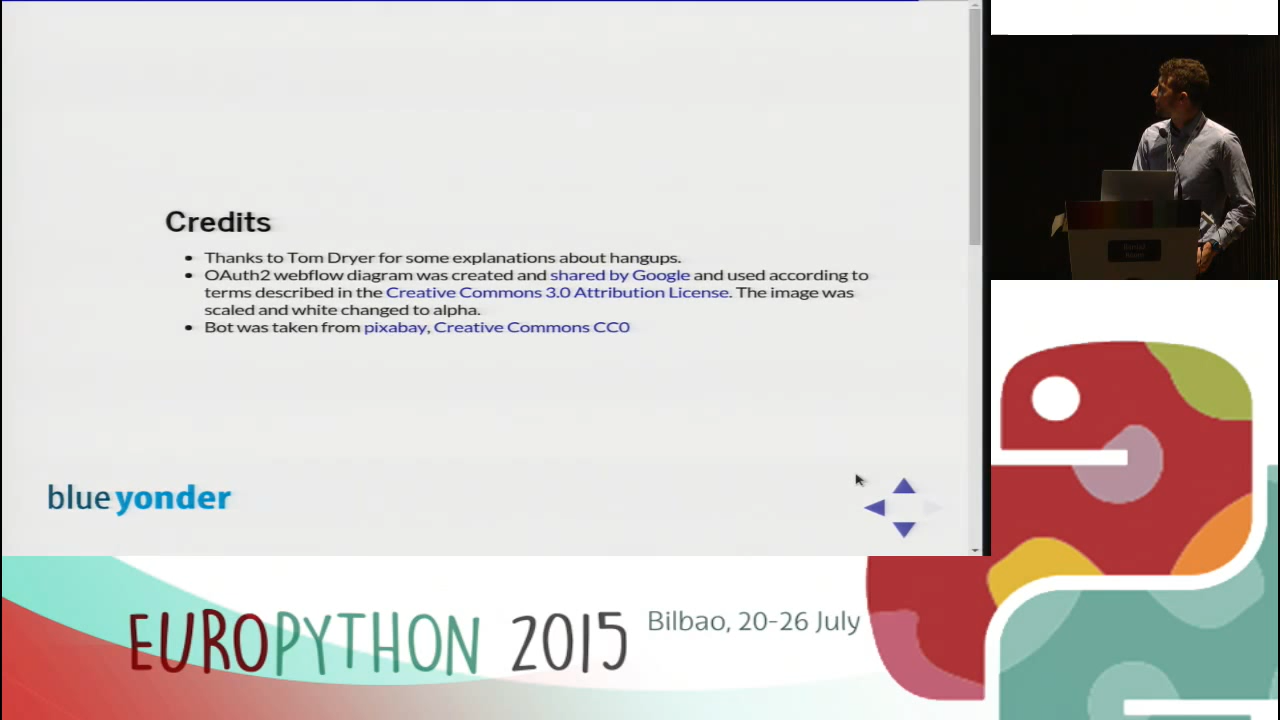 Credits
Thanks to Tom Dryer for some explanations about hangups.
OAuth2 webflow diagram was created and shared by Google and used according to
terms described in the Creative Commons 3.0 Attribution License. The image was
scaled and white changed to alpha.
Bot was taken from pixabay, Creative Commons CC0
blueyonder
EUROPYTHON 2015
Bilbao, 20-26 July